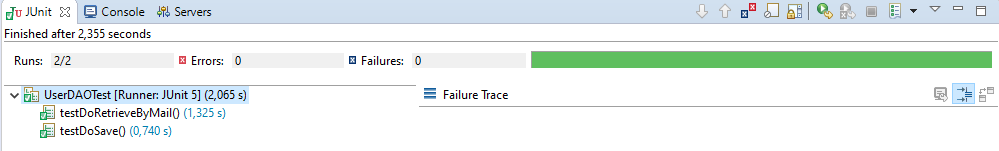 JUnit Console Servers
Finished after 2,355 seconds
Runs: 2/2 Errors: 0 Failures: 0
UserDAOTest [Runner: JUnit 5] (2,065 s) Failure Trace
testDoRetrieveByMail() (1,325 s)
testDoSave() (0,740 s)